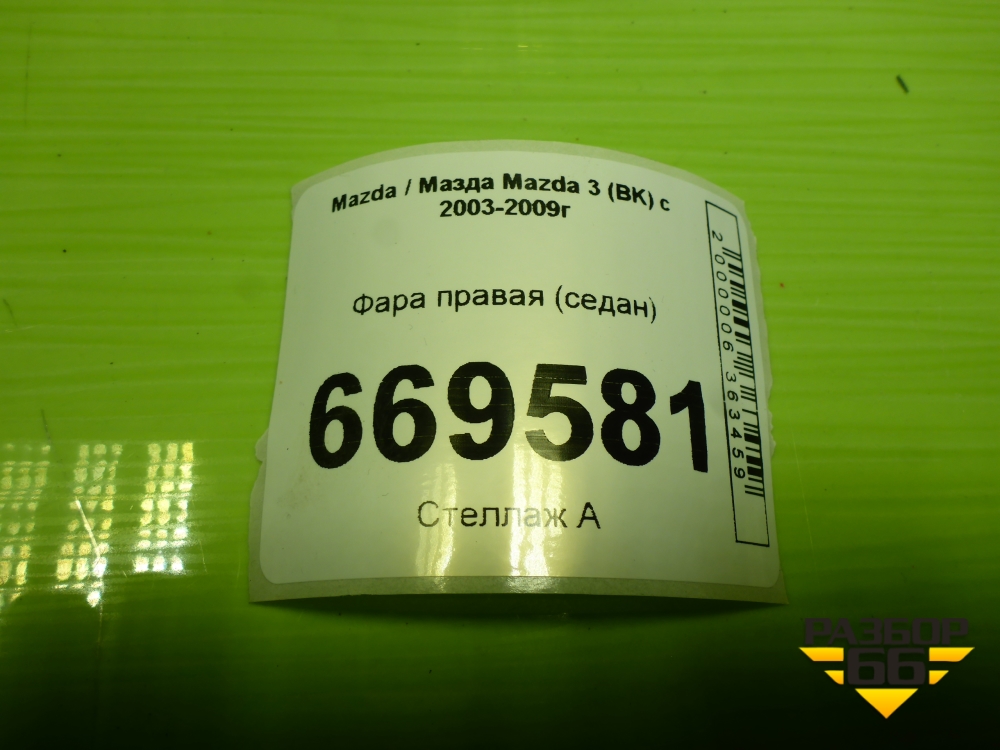 Mazda / Мазда Mazda 3 (BK) с
2003-2009г
Фара правая (седан)
669581
Стеллаж А
2000006363459
РАЗБОР
66